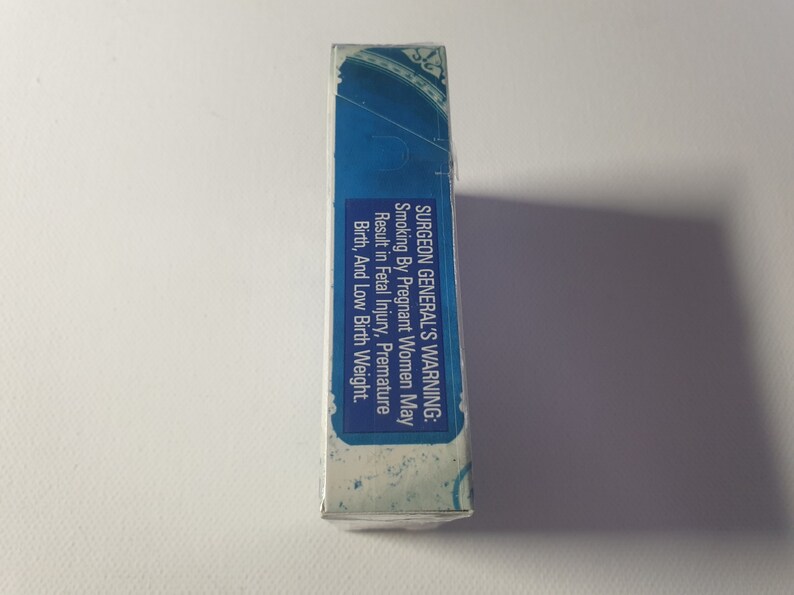 SURGEON GENERAL'S WARNING:
Smoking By Pregnant Women May
Result in Fetal Injury, Premature
Birth, And Low Birth Weight.